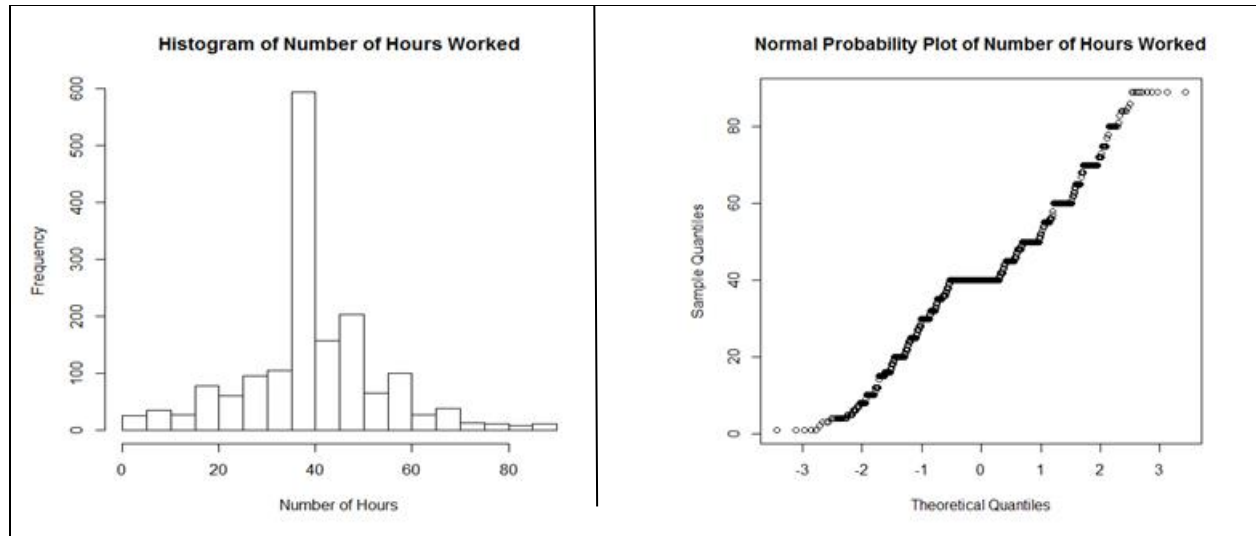 Histogram of Number of Hours Worked
600
500
400
300
200
100
0
Frequency
0 20 40 60 80
Number of Hours
Normal Probability Plot of Number of Hours Worked
80
60
40
20
0
Sample Quantiles
-3 -2 -1 0 1 2 3
Theoretical Quantiles